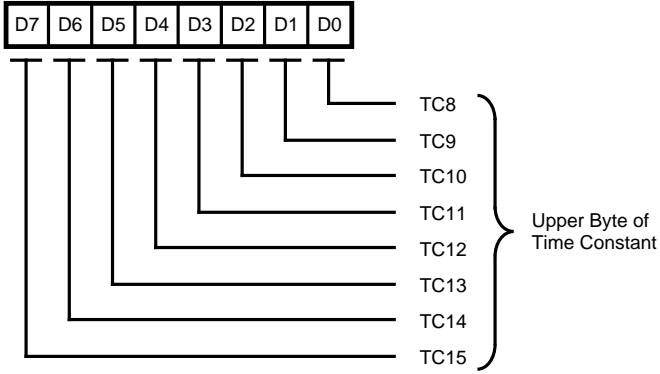 D7 D6 D5 D4 D3 D2 D1 D0
TC8
TC9
TC10
TC11
TC12
TC13
TC14
TC15
Upper Byte of
Time Constant